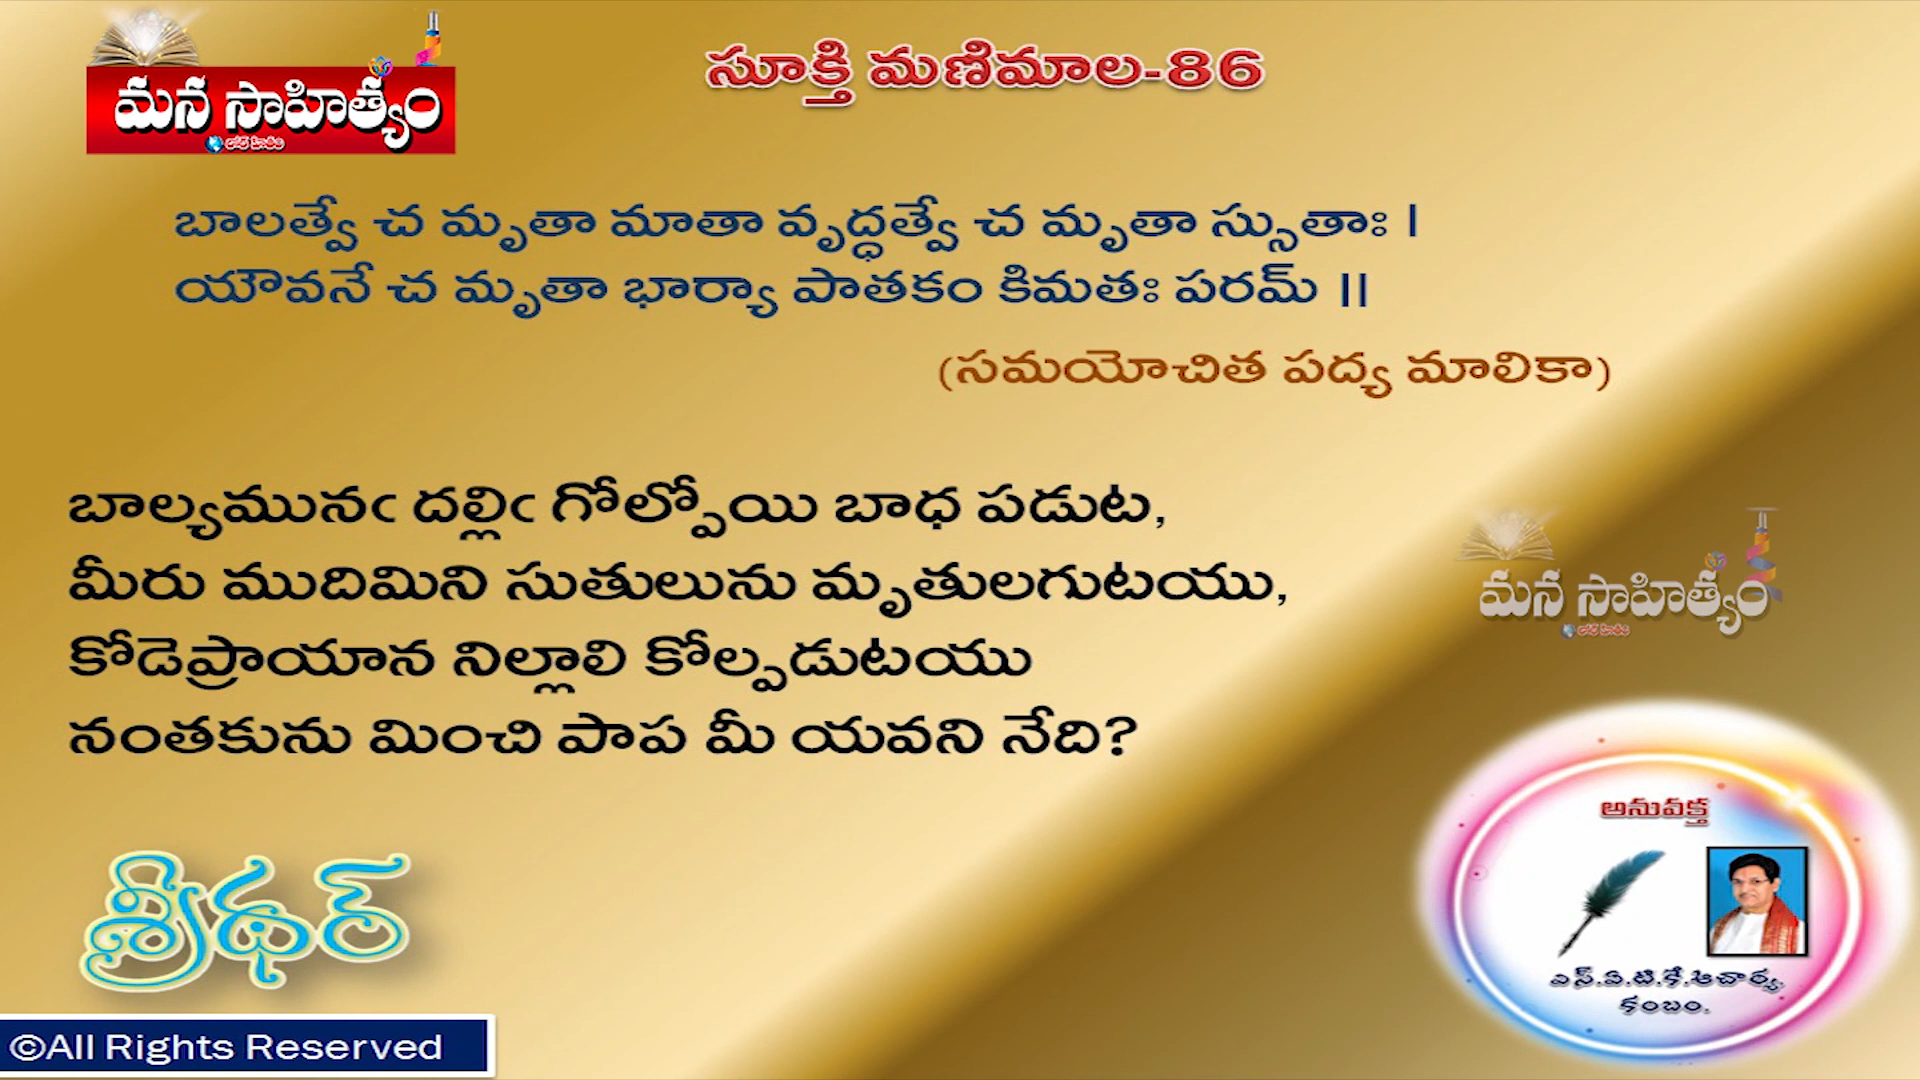 మన సాహిత్యం
సూక్తి మణిమాల-86
బాలత్వే చ మృతా మాతా వృద్ధత్వే చ మృతా స్సుతాః ।
యౌవనే చ మృతా భార్యా పాతకం కిమతః పరమ్ ॥
(సమయోచిత పద్య మాలికా)
బాల్యమునఁ దల్లిఁ గోల్పోయి బాధ పడుట,
మీరు ముదిమిని సుతులును మృతులగుటయు,
కోడెప్రాయాన నిల్లాలి కోల్పడుటయు
నంతకును మించి పాప మీ యవని నేది?
మన సాహిత్యం
అనువక్త
ఎస్.ఏ.టి.కే.ఆచార్య
కంబం.
శ్రీధర్
©All Rights Reserved